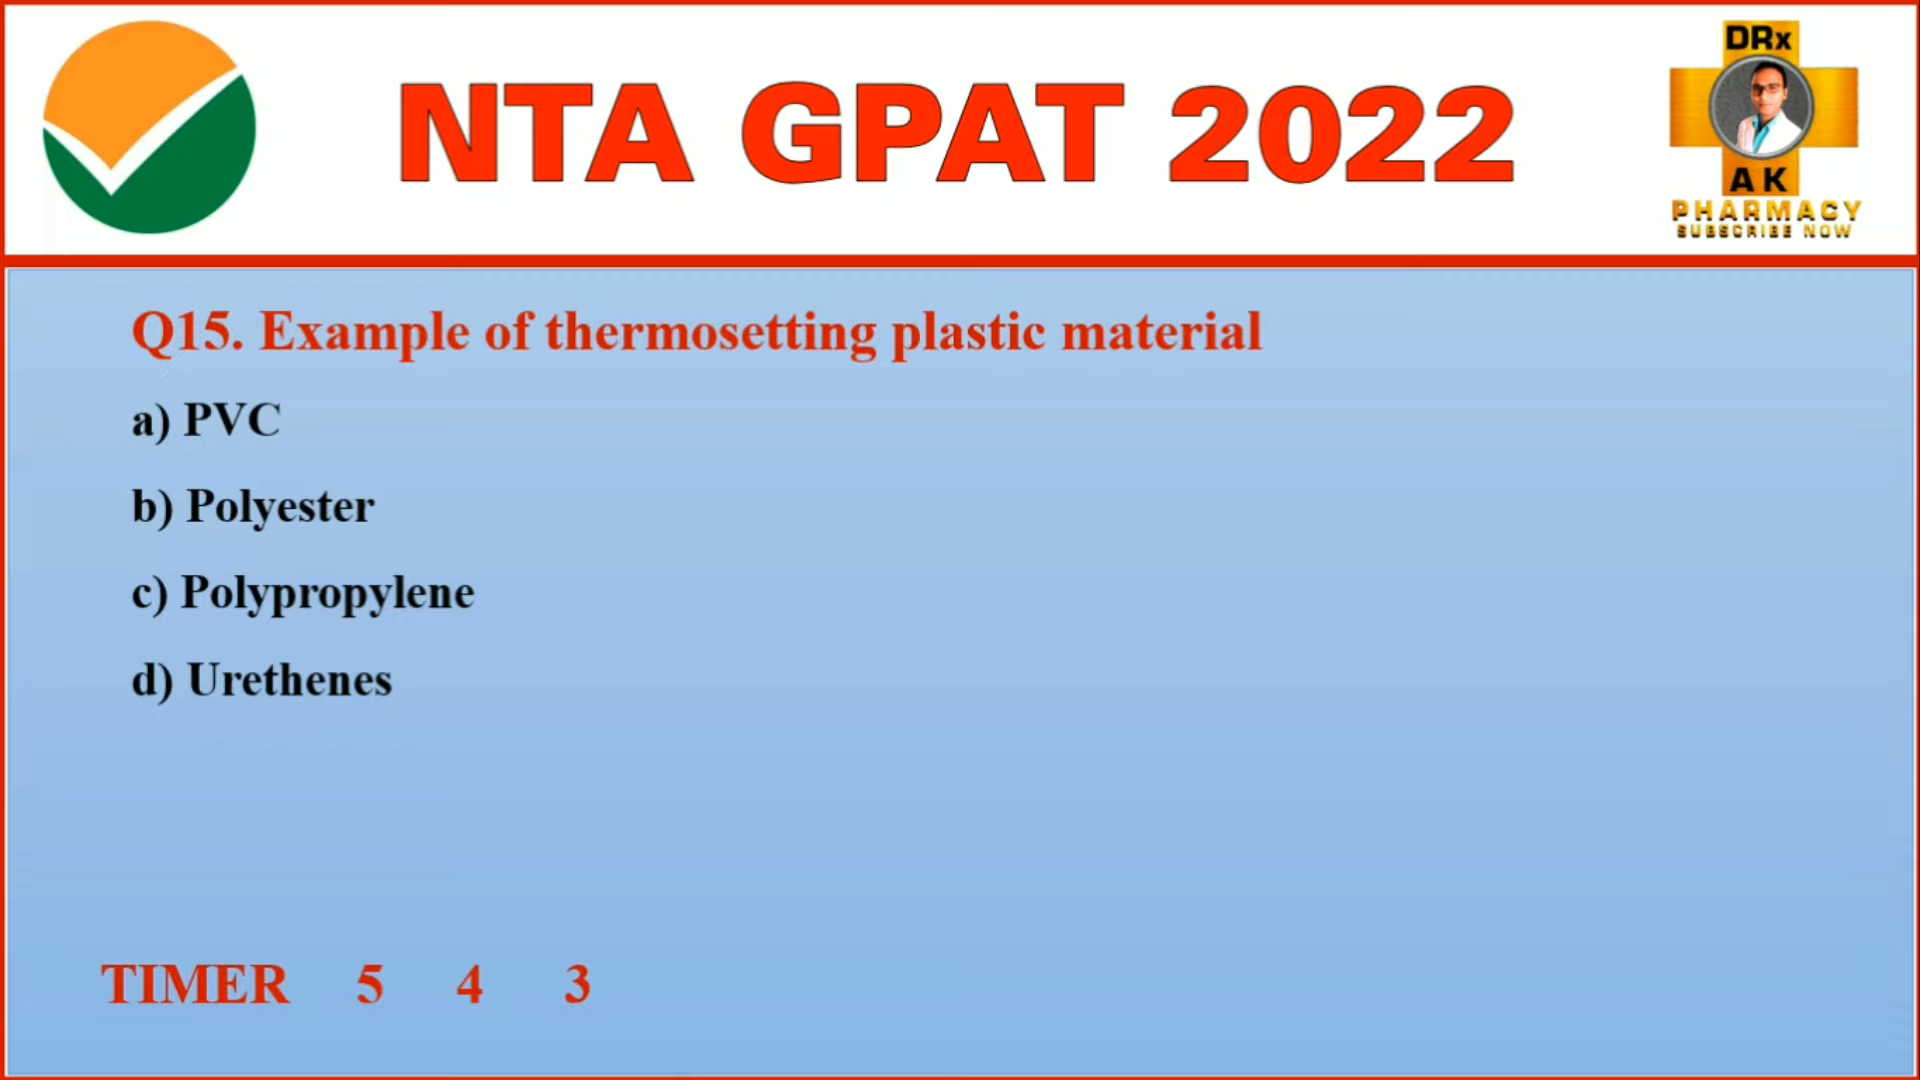 NTA GPAT 2022
DRx
AK
PHARMACY
SUBSCRIBE NOW
Q15. Example of thermosetting plastic material
a) PVC
b) Polyester
c) Polypropylene
d) Urethenes
TIMER 5 4 3